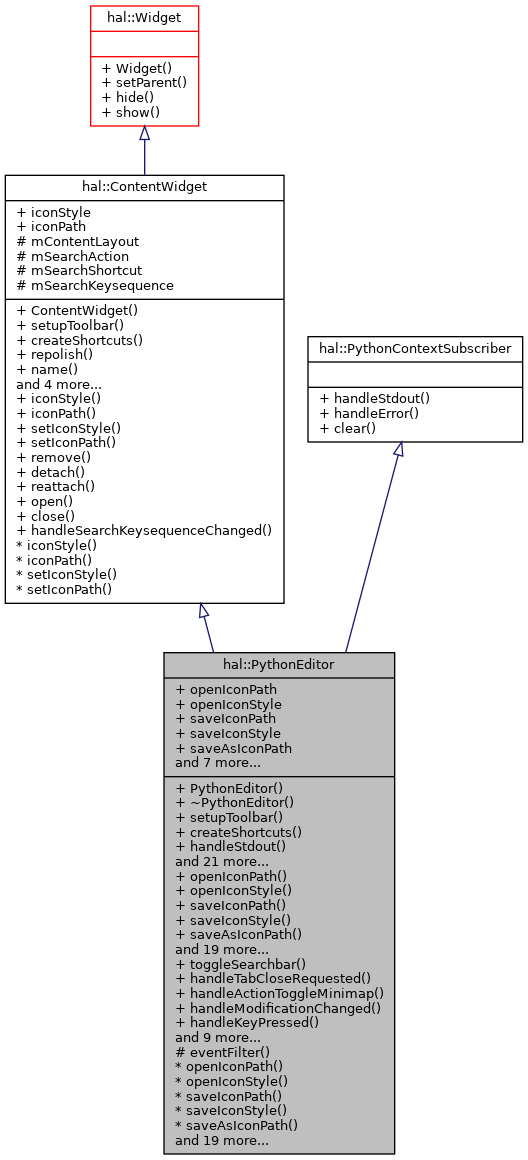 hal::Widget
+ Widget()
+ setParent()
+ hide()
+ show()
hal::ContentWidget
+ iconStyle
+ iconPath
# mContentLayout
# mSearchAction
# mSearchShortcut
# mSearchKeysequence
+ ContentWidget()
+ setupToolbar()
+ createShortcuts()
+ repolish()
+ name()
and 4 more...
+ iconStyle()
+ iconPath()
+ setIconStyle()
+ setIconPath()
+ remove()
+ detach()
+ reattach()
+ open()
+ close()
+ handleSearchKeysequenceChanged()
* iconStyle()
* iconPath()
* setIconStyle()
* setIconPath()
hal::PythonContextSubscriber
+ handleStdout()
+ handleError()
+ clear()
hal::PythonEditor
+ openIconPath
+ openIconStyle
+ saveIconPath
+ saveIconStyle
+ saveAsIconPath
and 7 more...
+ PythonEditor()
+ ~PythonEditor()
+ setupToolbar()
+ createShortcuts()
+ handleStdout()
and 21 more...
+ openIconPath()
+ openIconStyle()
+ saveIconPath()
+ saveIconStyle()
+ saveAsIconPath()
and 19 more...
+ toggleSearchbar()
+ handleTabCloseRequested()
+ handleActionToggleMinimap()
+ handleModificationChanged()
+ handleKeyPressed()
and 9 more...
# eventFilter()
* openIconPath()
* openIconStyle()
* saveIconPath()
* saveIconStyle()
* saveAsIconPath()
and 19 more...